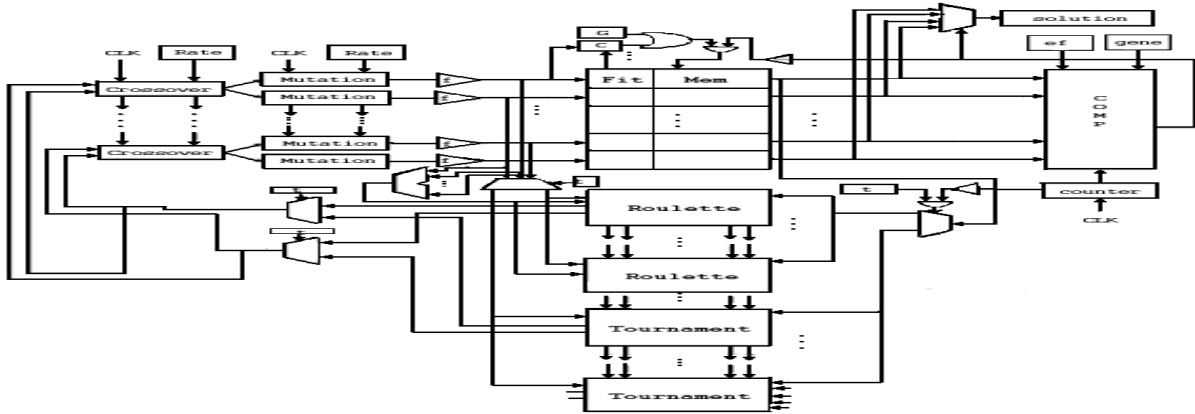 solution
G
ef
gene
CLK
Rate
CLK
Rate
C
Mutation
f
Fit
Mem
Crossover
Mutation
f
COMP
Mutation
f
Crossover
Mutation
f
t
t
t
counter
Roulette
CLK
Roulette
Tournament
Tournament